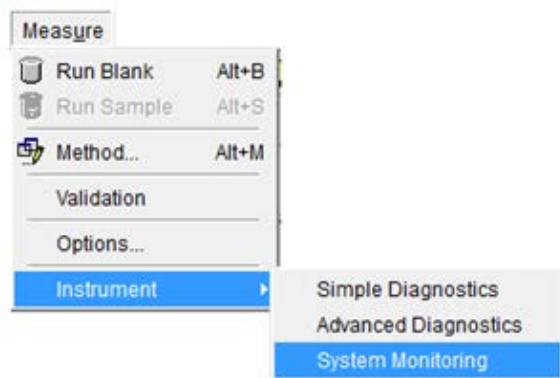 Measure
Run Blank Alt+B
Run Sample Alt+S
Method... Alt+M
Validation
Options...
Instrument
Simple Diagnostics
Advanced Diagnostics
System Monitoring